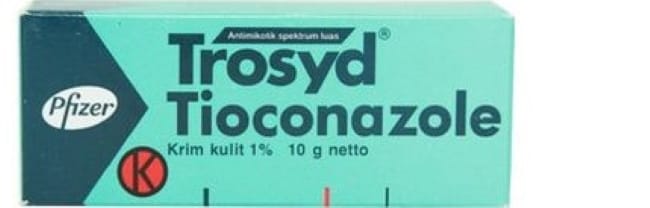 Antimikotik spektrum luas
Trosyd®
Tioconazole
Pfizer
Krim kulit 1% 10 g netto
K